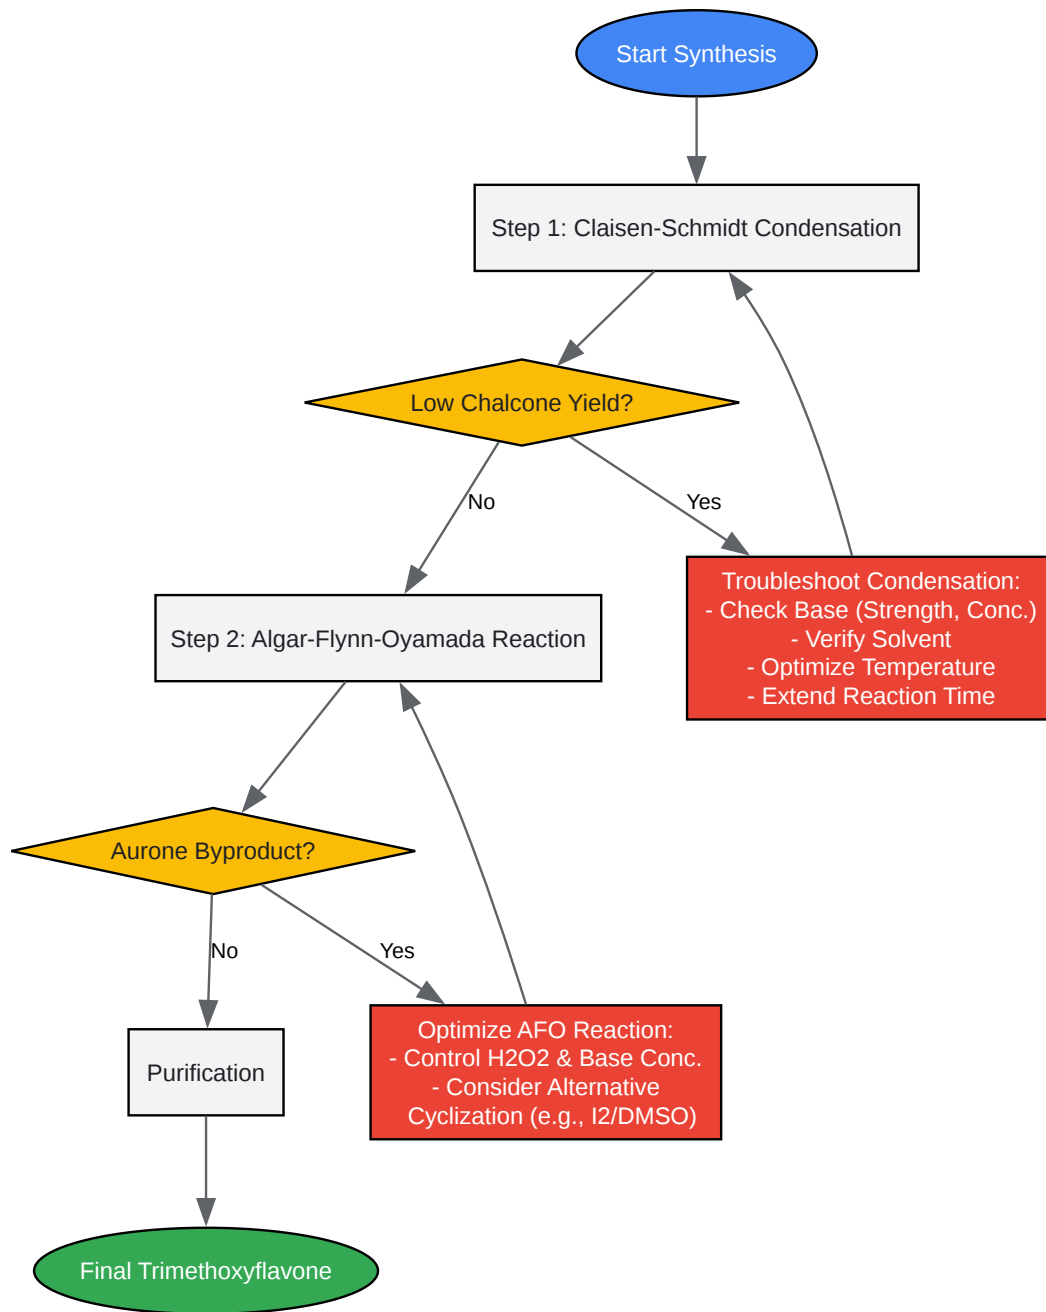 Start Synthesis
Step 1: Claisen-Schmidt Condensation
Low Chalcone Yield?
No
Yes
Troubleshoot Condensation:
- Check Base (Strength, Conc.)
- Verify Solvent
- Optimize Temperature
- Extend Reaction Time
Step 2: Algar-Flynn-Oyamada Reaction
Aurone Byproduct?
No
Yes
Optimize AFO Reaction:
- Control H2O2 & Base Conc.
- Consider Alternative
Cyclization (e.g., I2/DMSO)
Purification
Final Trimethoxyflavone